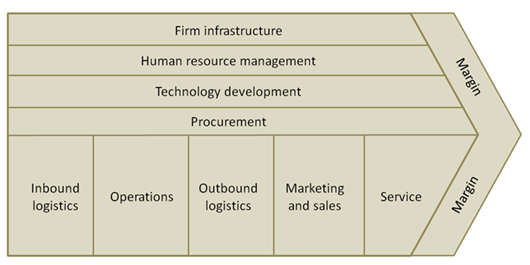 Firm infrastructure
Human resource management
Technology development
Procurement
Margin
Inbound
logistics
Operations
Outbound
logistics
Marketing
and sales
Service
Margin